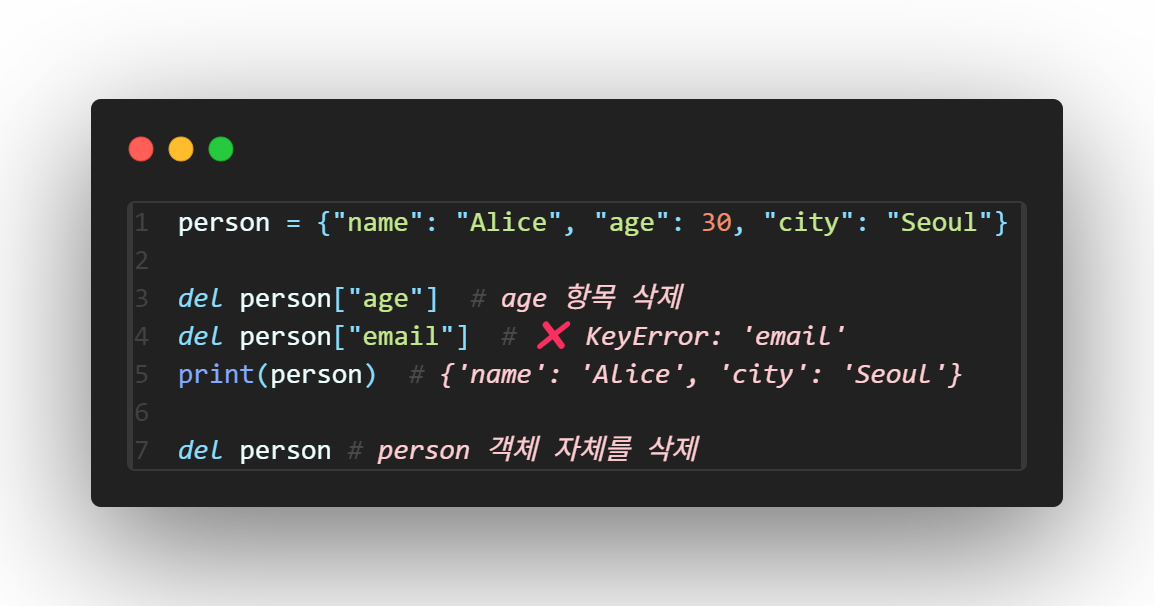 1 person = {"name": "Alice", "age": 30, "city": "Seoul"}
2
3 del person["age"]  # age 항목 삭제
4 del person["email"]  # ❌ KeyError: 'email'
5 print(person)  # {'name': 'Alice', 'city': 'Seoul'}
6
7 del person # person 객체 자체를 삭제